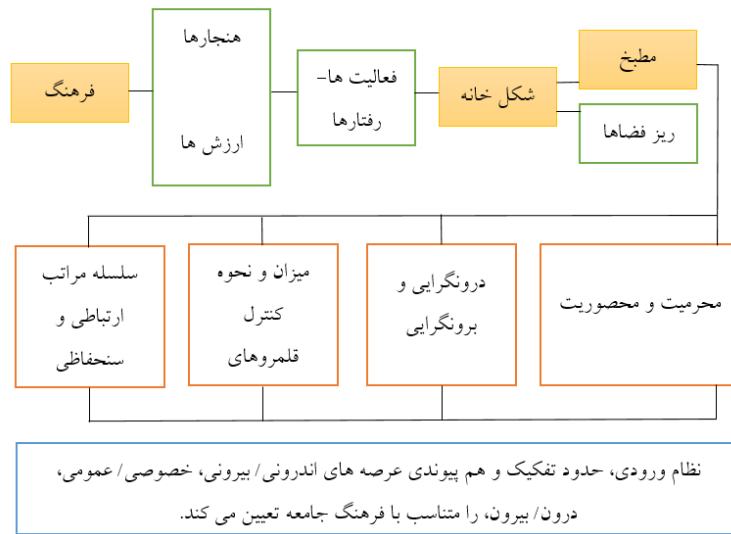 فرهنگ
هنجارها
ارزش ها
فعالیت ها-
رفتارها
شکل خانه
مطبخ
ریز فضاها
محرمیت و محصوریت
درونگرایی و
برونگرایی
میزان و نحوه
کنترل
قلمروهای
سلسله مراتب
ارتباطی و
سنحفاظی
نظام ورودی، حدود تفکیک و هم پیوندی عرصه های اندرونی/ بیرونی، خصوصی/ عمومی،
درون/ بیرون، را متناسب با فرهنگ جامعه تعیین می کند.